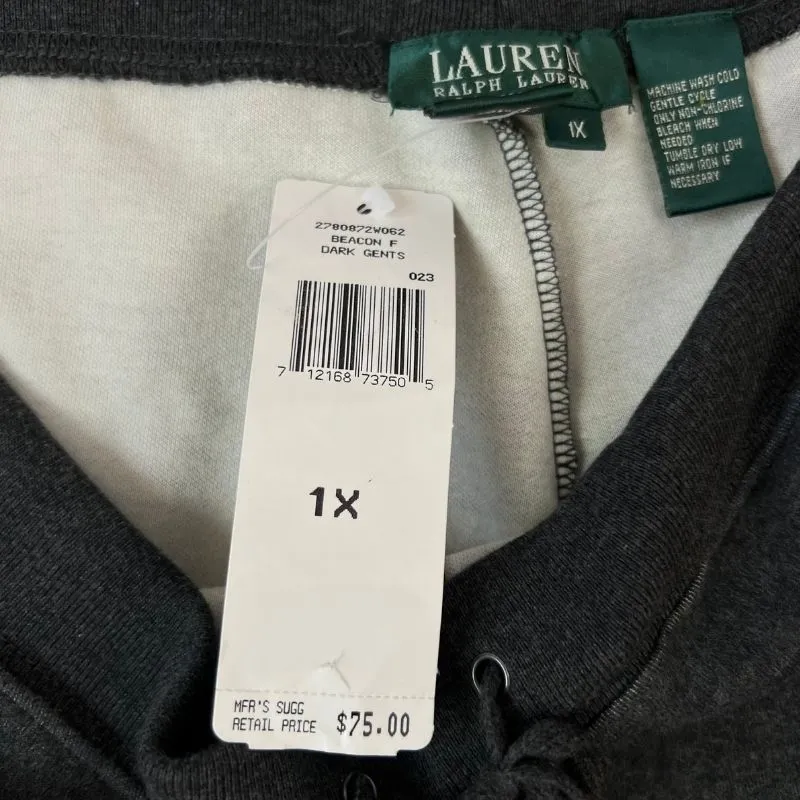 LAUREN
RALPH LAUREN
1X
MACHINE WASH COLD
GENTLE CYCLE
ONLY NON-CHLORINE
BLEACH WHEN
NEEDED
TUMBLE DRY LOW
WARM IRON IF
NECESSARY
2780872W062
BEACON F
DARK GENTS
023
7 12168 73750 5
1X
MFR'S SUGG
RETAIL PRICE $75.00